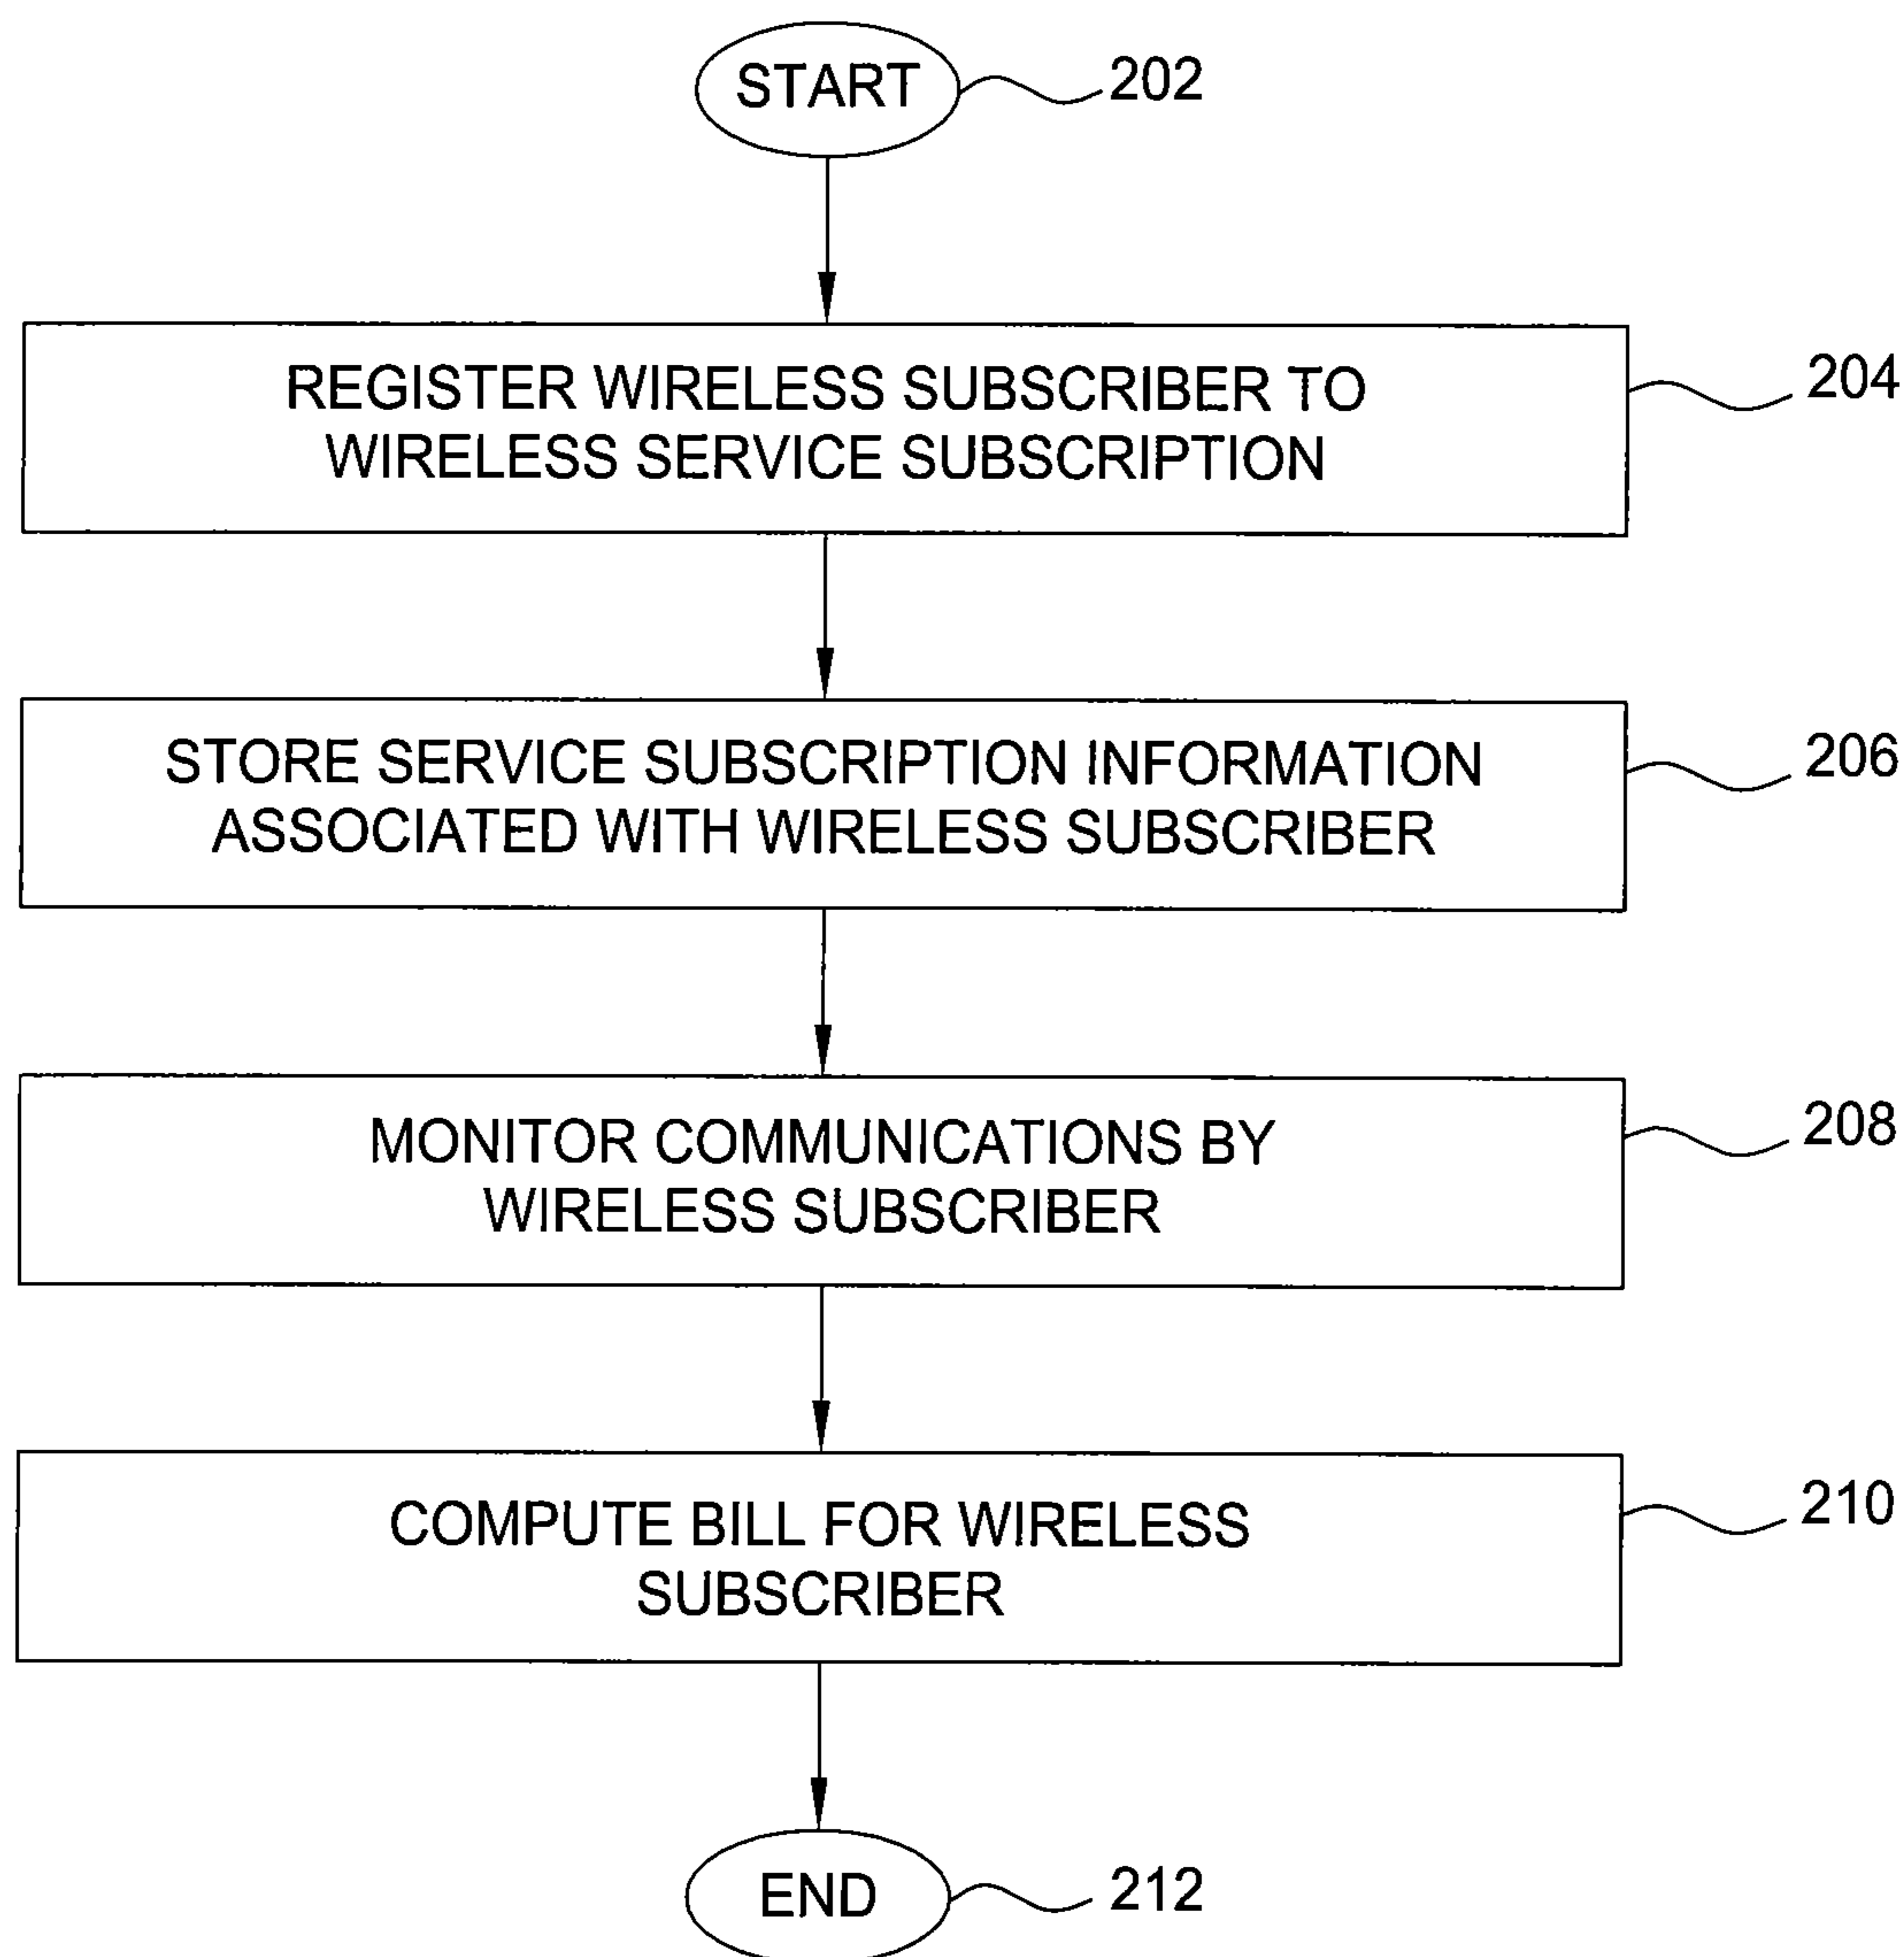 START
202
REGISTER WIRELESS SUBSCRIBER TO
WIRELESS SERVICE SUBSCRIPTION
204
STORE SERVICE SUBSCRIPTION INFORMATION
ASSOCIATED WITH WIRELESS SUBSCRIBER
206
MONITOR COMMUNICATIONS BY
WIRELESS SUBSCRIBER
208
COMPUTE BILL FOR WIRELESS
SUBSCRIBER
210
END
212